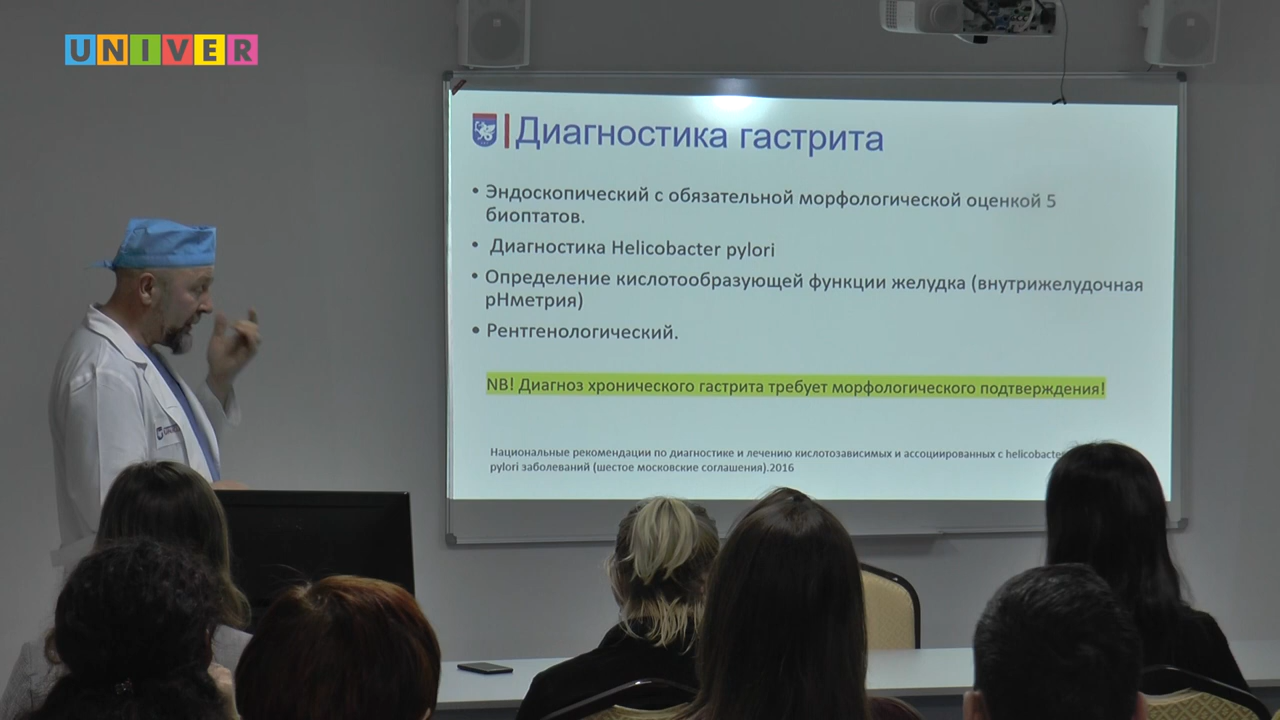 UNIVER
Диагностика гастрита
• Эндоскопический с обязательной морфологической оценкой 5
биоптатов.
• Диагностика Helicobacter pylori
• Определение кислотообразующей функции желудка (внутрижелудочная
pHметрия)
• Рентгенологический.
NB! Диагноз хронического гастрита требует морфологического подтверждения!
Национальные рекомендации по диагностике и лечению кислотозависимых и ассоциированных с helicobacter
pylori заболеваний (шестое московские соглашения).2016